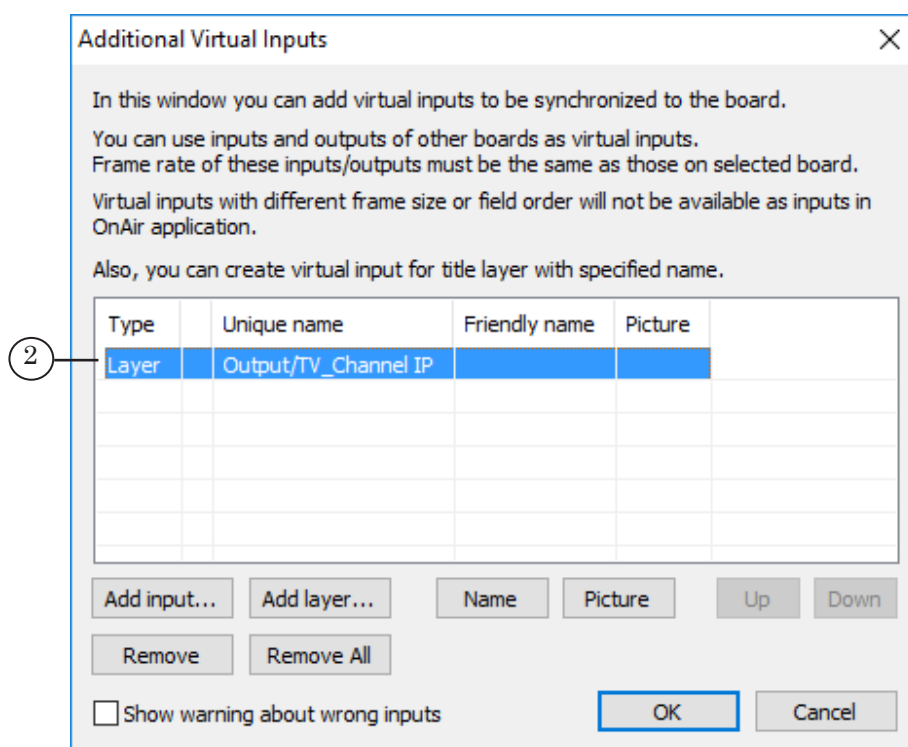 Additional Virtual Inputs
In this window you can add virtual inputs to be synchronized to the board.
You can use inputs and outputs of other boards as virtual inputs.
Frame rate of these inputs/outputs must be the same as those on selected board.
Virtual inputs with different frame size or field order will not be available as inputs in
OnAir application.
Also, you can create virtual input for title layer with specified name.
Type Unique name Friendly name Picture
2 Layer Output/TV_Channel IP
Add input... Add layer... Name Picture Up Down
Remove Remove All
Show warning about wrong inputs OK Cancel